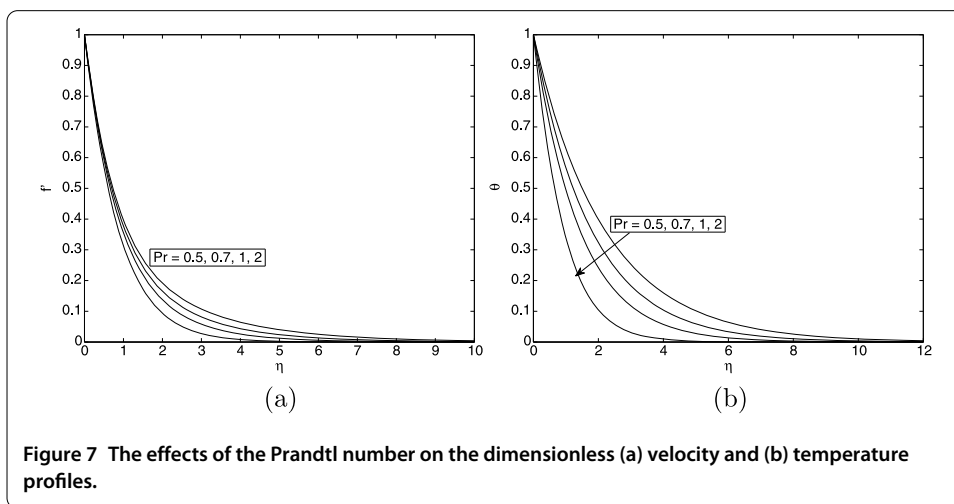 1
0.9
0.8
0.7
0.6
0.5
0.4
0.3
0.2
0.1
0
f'
Pr = 0.5, 0.7, 1, 2
0 1 2 3 4 5 6 7 8 9 10
η
(a)
1
0.9
0.8
0.7
0.6
0.5
0.4
0.3
0.2
0.1
0
θ
Pr = 0.5, 0.7, 1, 2
0 2 4 6 8 10 12
η
(b)
Figure 7 The effects of the Prandtl number on the dimensionless (a) velocity and (b) temperature
profiles.